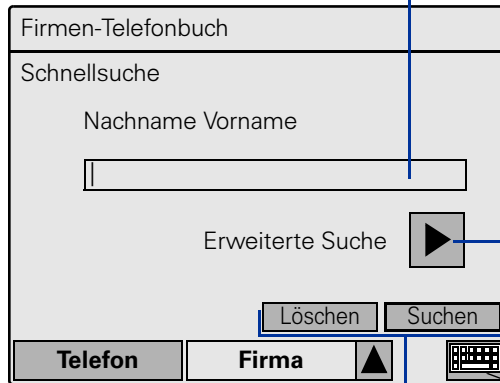 Firmen-Telefonbuch
Schnellsuche
Nachname Vorname
Erweiterte Suche
Löschen Suchen
Telefon Firma